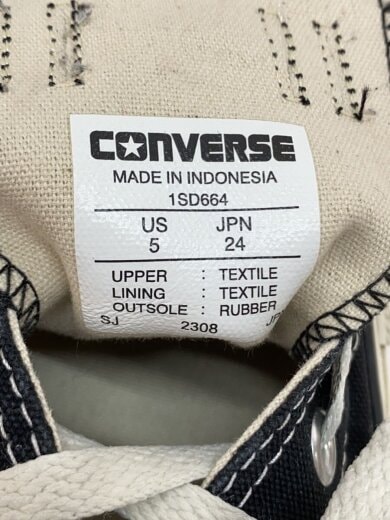 CONVERSE
MADE IN INDONESIA
1SD664
US JPN
5 24
UPPER : TEXTILE
LINING : TEXTILE
OUTSOLE : RUBBER
SJ 2308